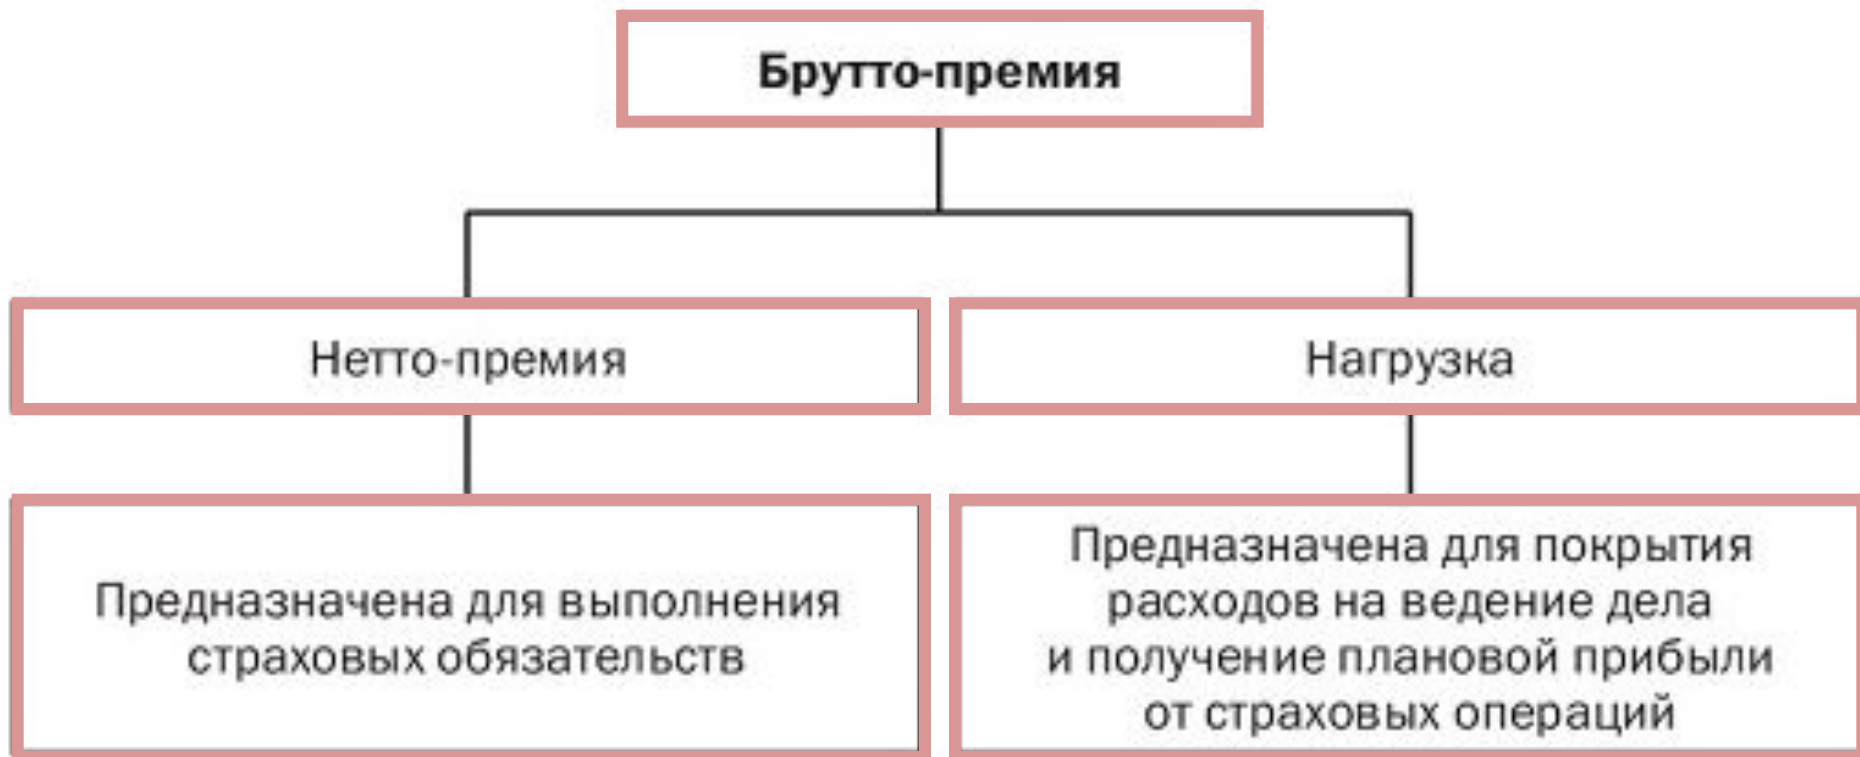 Брутто-премия
Нетто-премия
Нагрузка
Предназначена для выполнения
страховых обязательств
Предназначена для покрытия
расходов на ведение дела
и получение плановой прибыли
от страховых операций